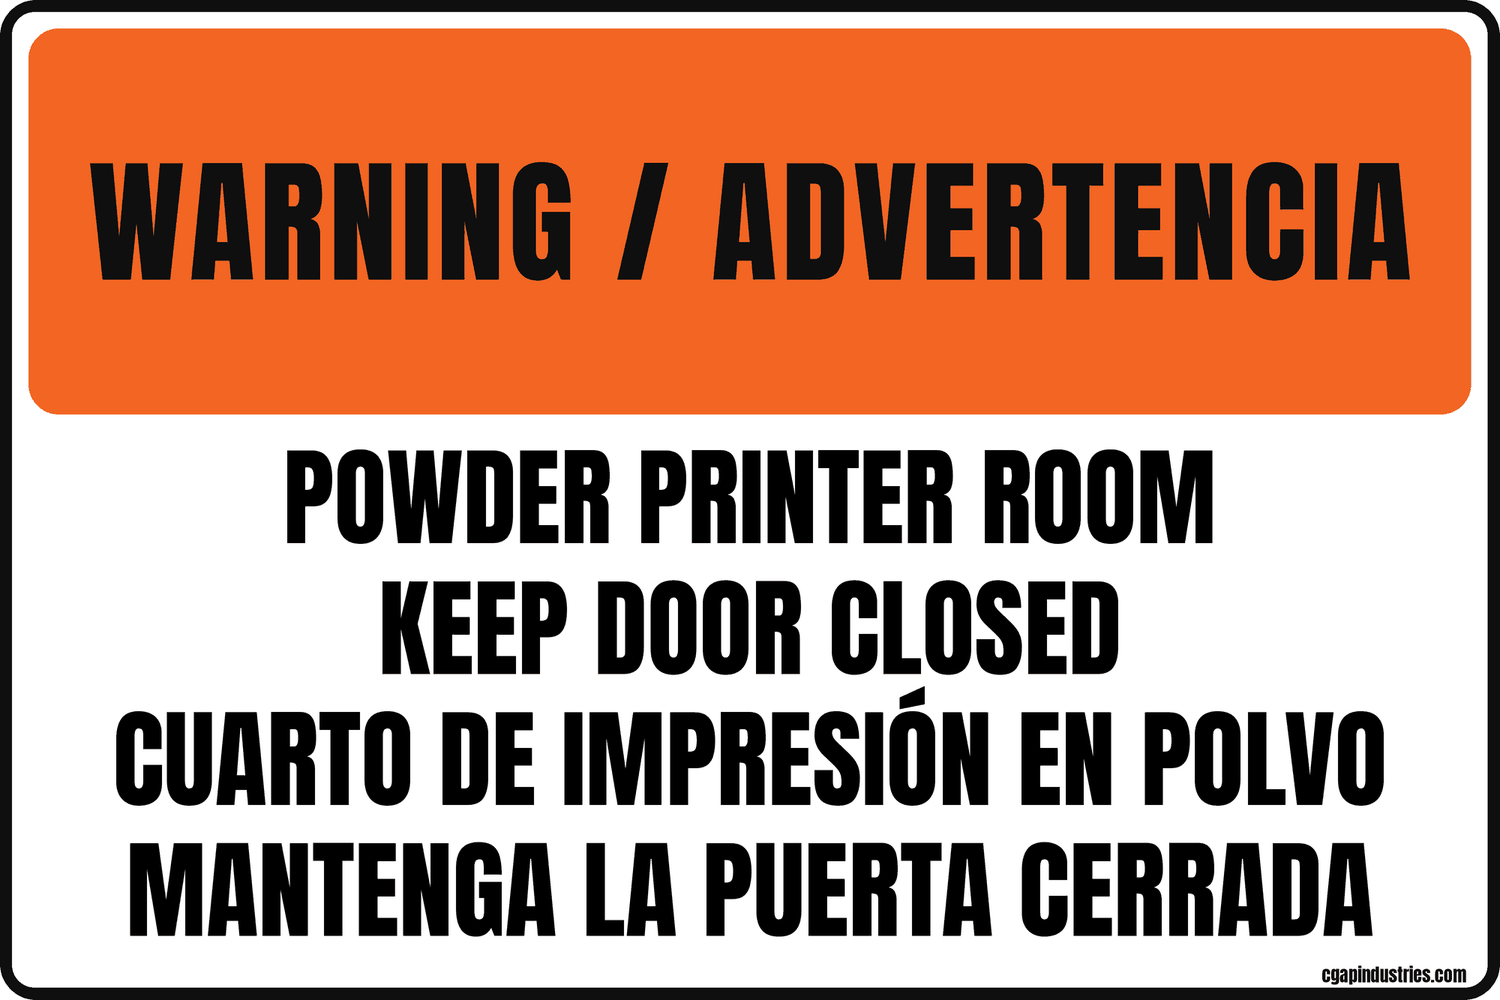 WARNING / ADVERTENCIA
POWDER PRINTER ROOM
KEEP DOOR CLOSED
CUARTO DE IMPRESIÓN EN POLVO
MANTENGA LA PUERTA CERRADA
cgapindustries.com